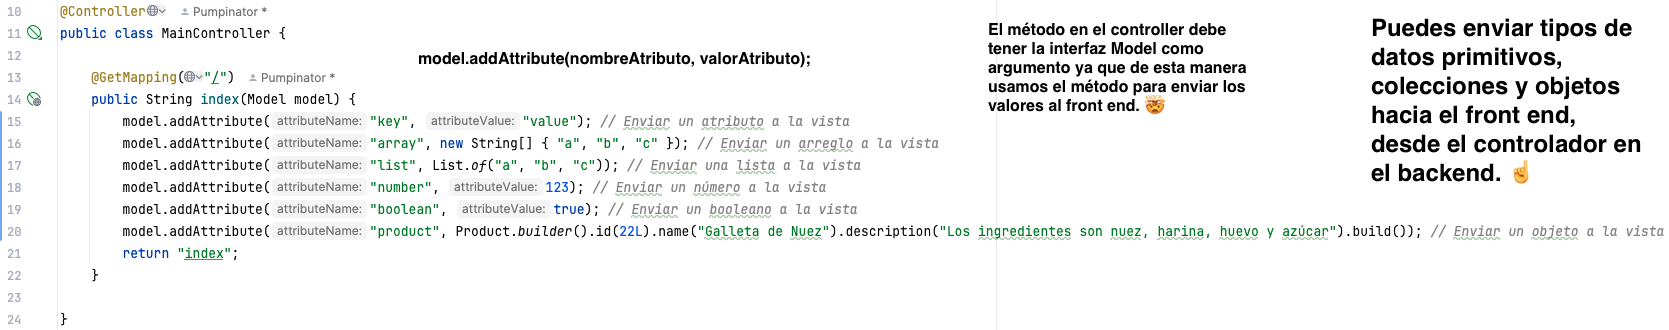 10 @Controller Pumpinator *
11 public class MainController {
12
model.addAttribute(nombreAtributo, valorAtributo);
13 @GetMapping("/") Pumpinator *
14 public String index(Model model) {
15 model.addAttribute( attributeName: "key", attributeValue: "value"); // Enviar un atributo a la vista
16 model.addAttribute( attributeName: "array", new String[] { "a", "b", "c" }); // Enviar un arreglo a la vista
17 model.addAttribute( attributeName: "list", List.of("a", "b", "c")); // Enviar una lista a la vista
18 model.addAttribute( attributeName: "number", attributeValue: 123); // Enviar un número a la vista
19 model.addAttribute( attributeName: "boolean", attributeValue: true); // Enviar un booleano a la vista
20 model.addAttribute( attributeName: "product", Product.builder().id(22L).name("Galleta de Nuez").description("Los ingredientes son nuez, harina, huevo y azúcar").build()); // Enviar un objeto a la vista
21 return "index";
22 }
23
24 }
El método en el controller debe
tener la interfaz Model como
argumento ya que de esta manera
usamos el método para enviar los
valores al front end. 🤯
Puedes enviar tipos de
datos primitivos,
colecciones y objetos
hacia el front end,
desde el controlador en
el backend. ☝️